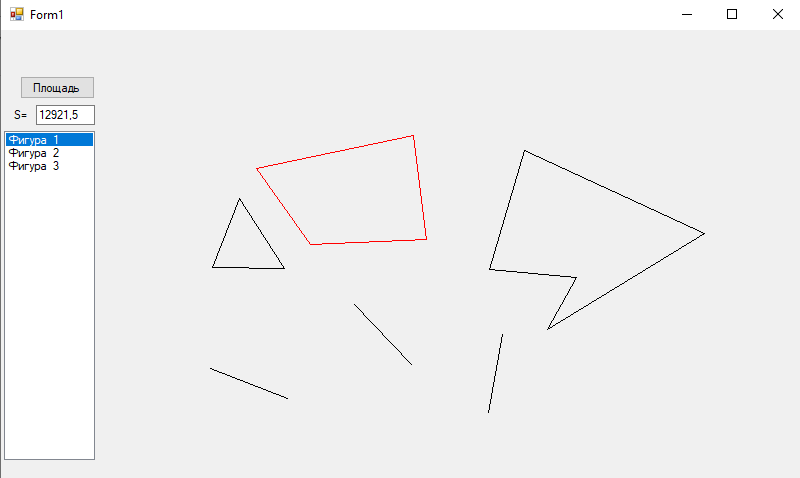 Form1
Площадь
S= 12921,5
Фигура 1
Фигура 2
Фигура 3